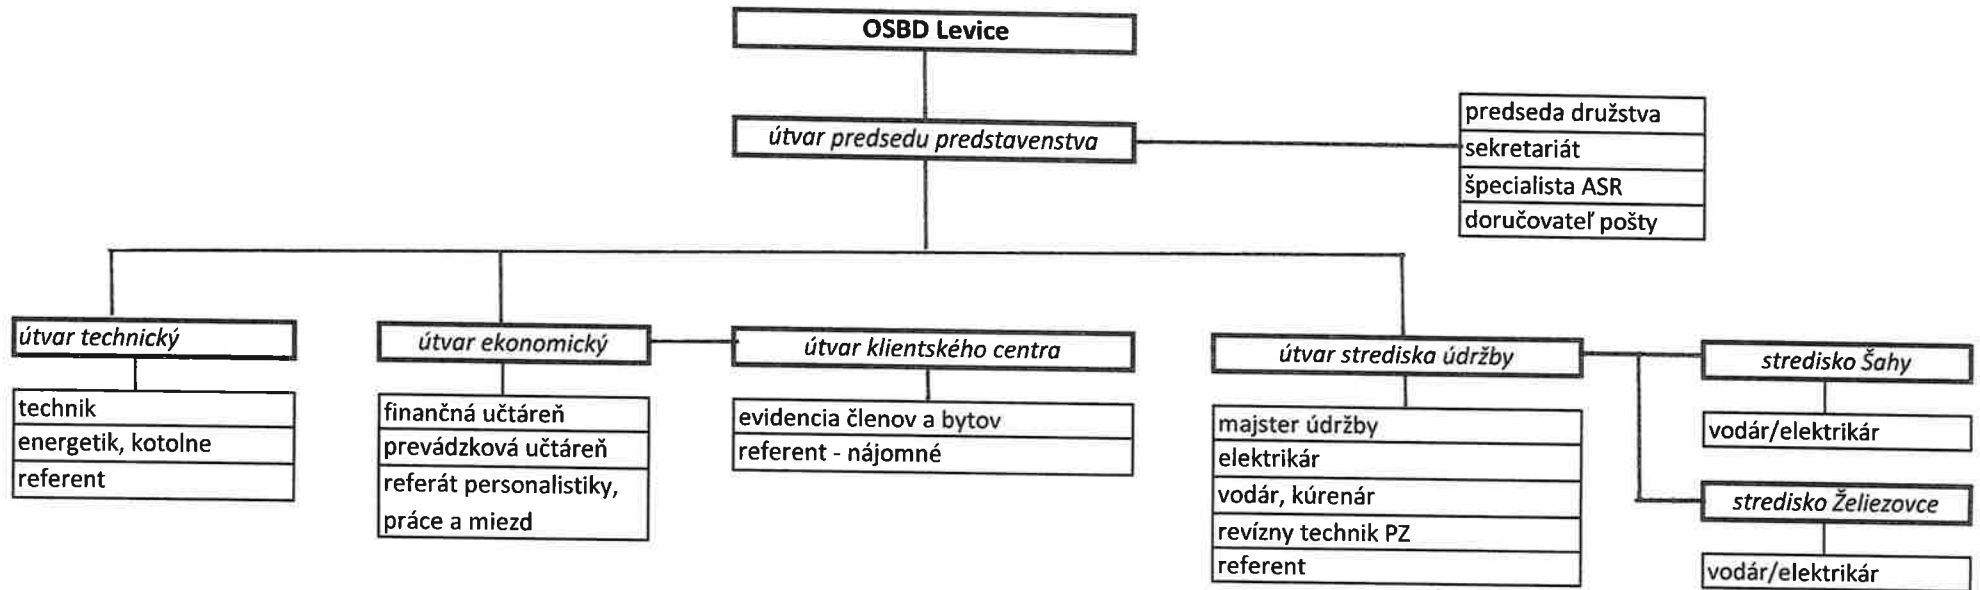 OSBD Levice
útvar predsedu predstavenstva
predseda družstva
sekretariát
špecialista ASR
doručovateľ pošty
útvar technický
technik
energetik, kotolne
referent
útvar ekonomický
finančná učtáreň
prevádzková učtáreň
referát personalistiky,
práce a miezd
útvar klientského centra
evidencia členov a bytov
referent - nájomné
útvar strediska údržby
majster údržby
elektrikár
vodár, kúrenár
revízny technik PZ
referent
stredisko Šahy
vodár/elektrikár
stredisko Želiezovce
vodár/elektrikár